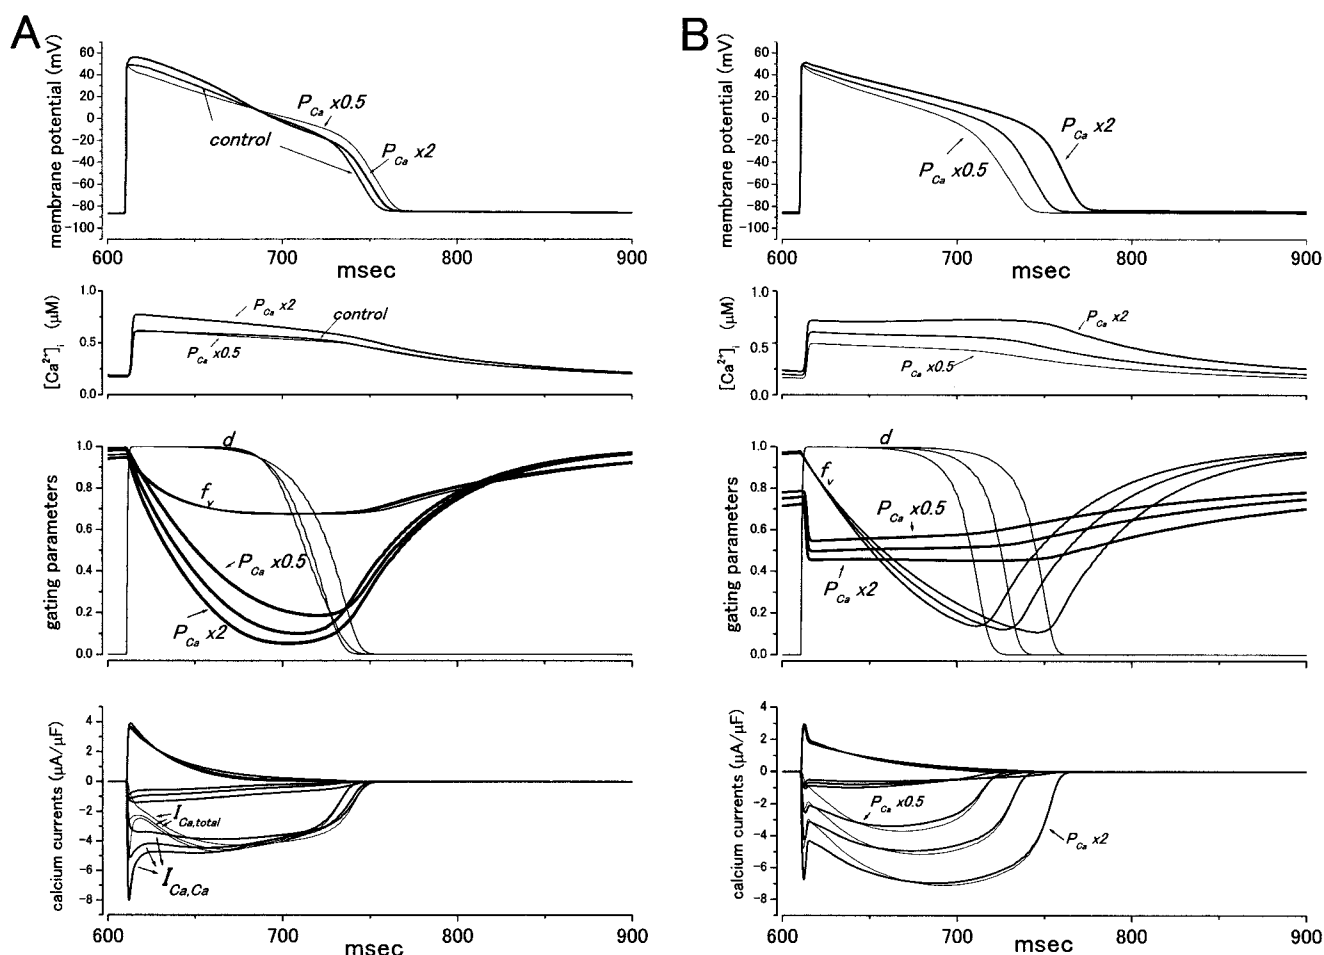 A
membrane potential (mV)
60
40
20
0
-20
-40
-60
-80
-100
P_Ca x0.5
control
P_Ca x2
600
700
800
900
msec
[Ca²⁺]ᵢ (μM)
1.0
0.5
0.0
P_Ca x2
control
P_Ca x0.5
gating parameters
1.0
0.8
0.6
0.4
0.2
0.0
d
f_v
P_Ca x0.5
P_Ca x2
calcium currents (μA/μF)
4
2
0
-2
-4
-6
-8
I_Ca,total
I_Ca,Ca
600
700
800
900
msec
B
membrane potential (mV)
60
40
20
0
-20
-40
-60
-80
-100
P_Ca x2
P_Ca x0.5
600
700
800
900
msec
[Ca²⁺]ᵢ (μM)
1.0
0.5
0.0
P_Ca x2
P_Ca x0.5
gating parameters
1.0
0.8
0.6
0.4
0.2
0.0
d
f_v
P_Ca x0.5
P_Ca x2
calcium currents (μA/μF)
4
2
0
-2
-4
-6
-8
P_Ca x0.5
P_Ca x2
600
700
800
900
msec